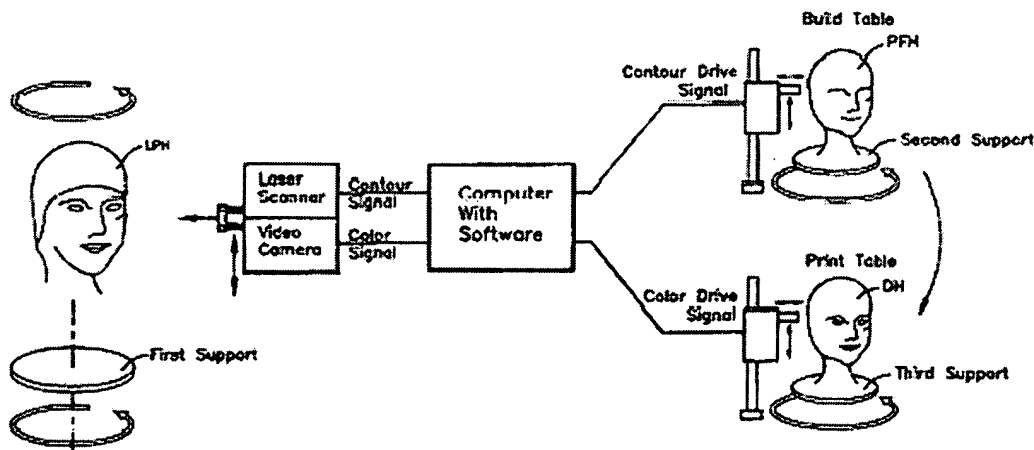 LPH
First Support
Laser
Scanner
Video
Camera
Contour
Signal
Color
Signal
Computer
With
Software
Contour Drive
Signal
Color Drive
Signal
Build Table
PFH
Second Support
Print Table
DH
Third Support